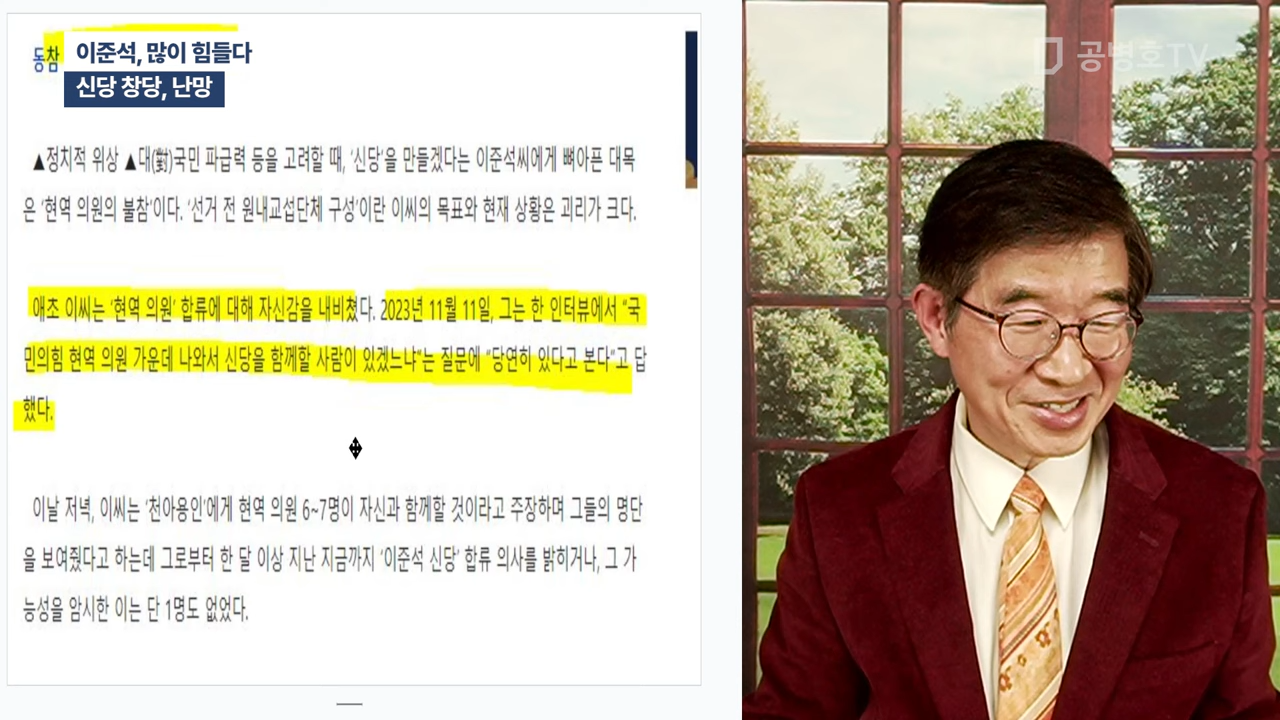 동참
이준석, 많이 힘들다
신당 창당, 난망
공병호TV
▲정치적 위상 ▲대(對)국민 파급력 등을 고려할 때, ‘신당’을 만들겠다는 이준석씨에게 뼈아픈 대목
은 ‘현역 의원의 불참’이다. ‘선거 전 원내교섭단체 구성’이란 이씨의 목표와 현재 상황은 괴리가 크다.
애초 이씨는 ‘현역 의원’ 합류에 대해 자신감을 내비쳤다. 2023년 11월 11일, 그는 한 인터뷰에서 “국
민의힘 현역 의원 가운데 나와서 신당을 함께할 사람이 있겠느냐”는 질문에 “당연히 있다고 본다”고 답
했다.
이날 저녁, 이씨는 ‘천아용인’에게 현역 의원 6~7명이 자신과 함께할 것이라고 주장하며 그들의 명단
을 보여줬다고 하는데 그로부터 한 달 이상 지난 지금까지 ‘이준석 신당’ 합류 의사를 밝히거나, 그 가
능성을 암시한 이는 단 1명도 없었다.